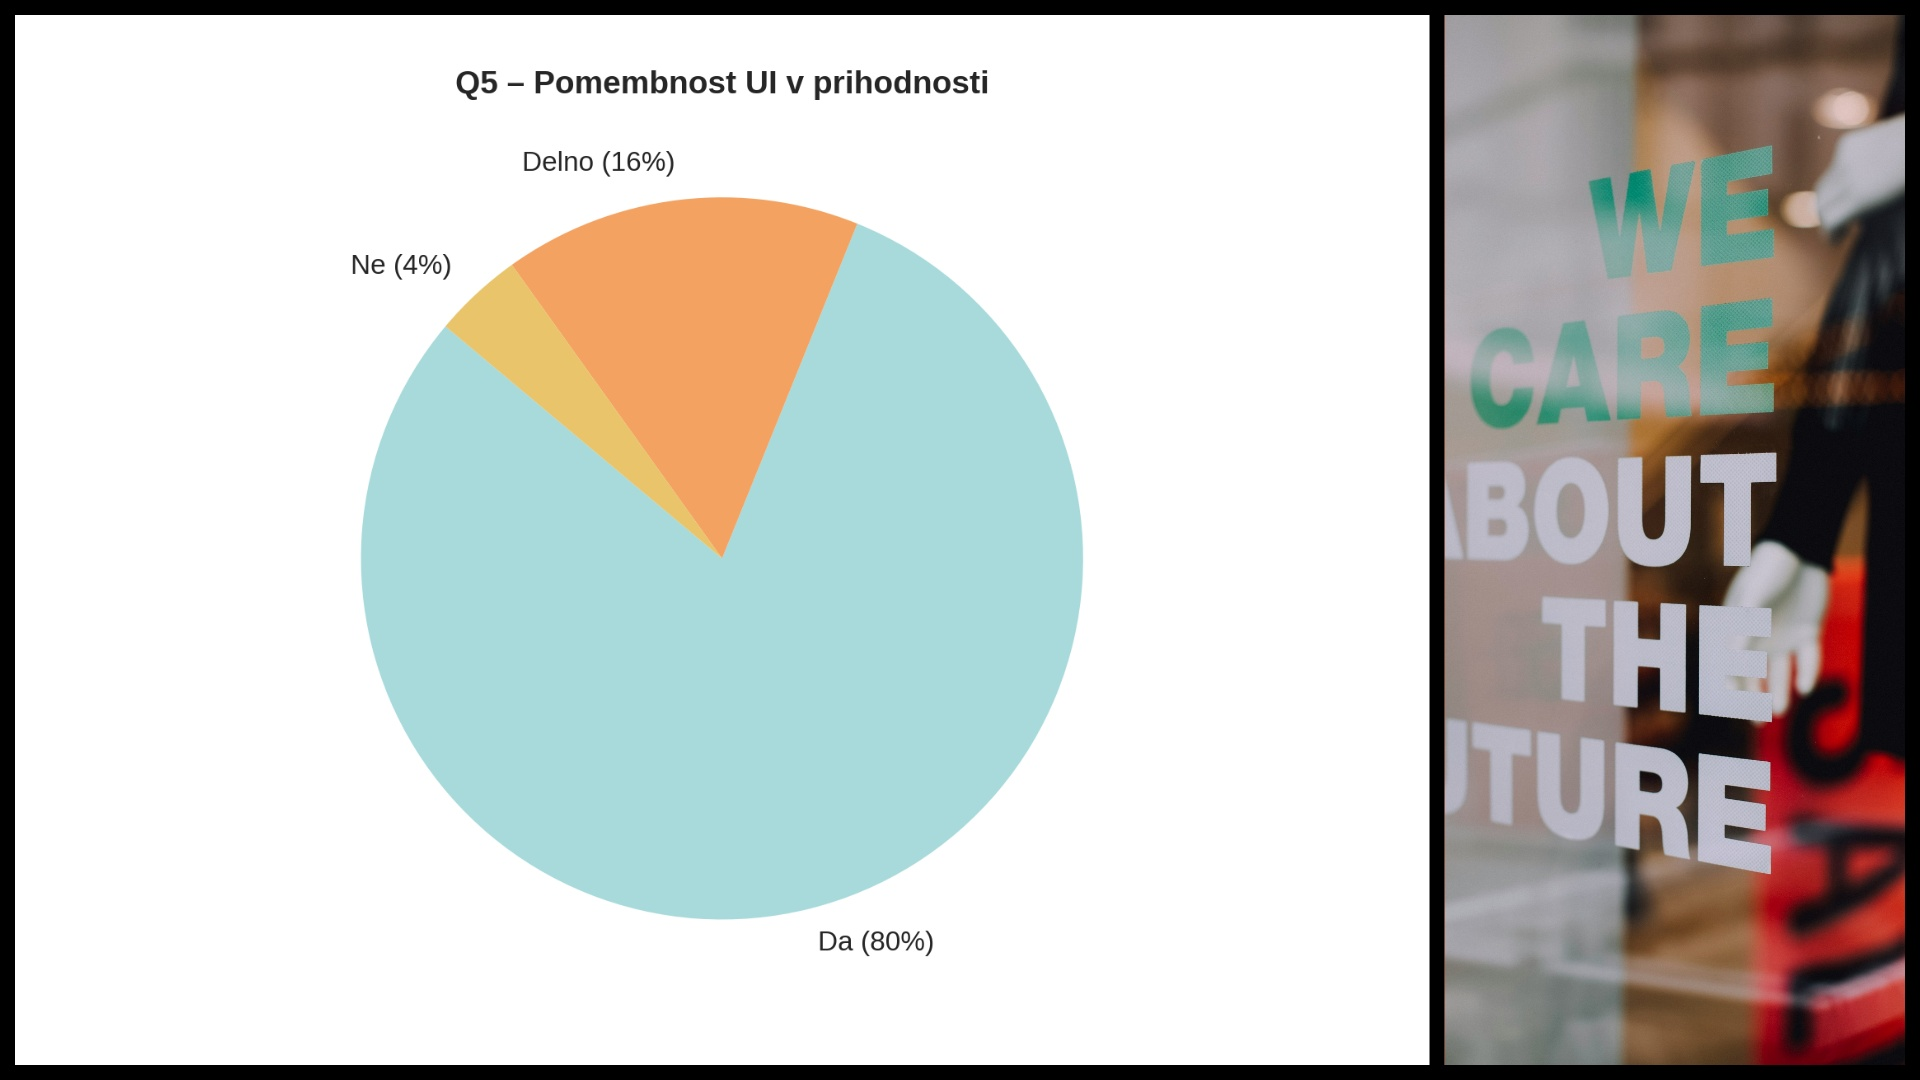 Q5 – Pomembnost UI v prihodnosti
Delno (16%)
Ne (4%)
Da (80%)
WE
CARE
ABOUT
THE
UTURE